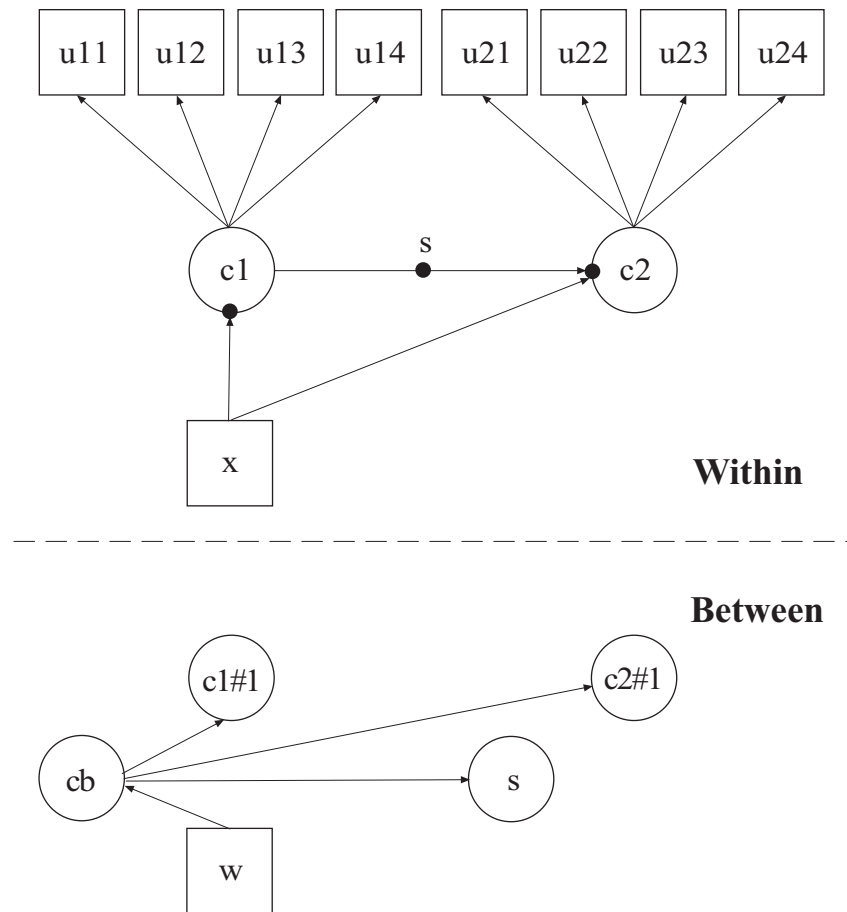 u11 u12 u13 u14 u21 u22 u23 u24
s
c1 c2
x
Within
Between
c1#1 c2#1
cb s
w